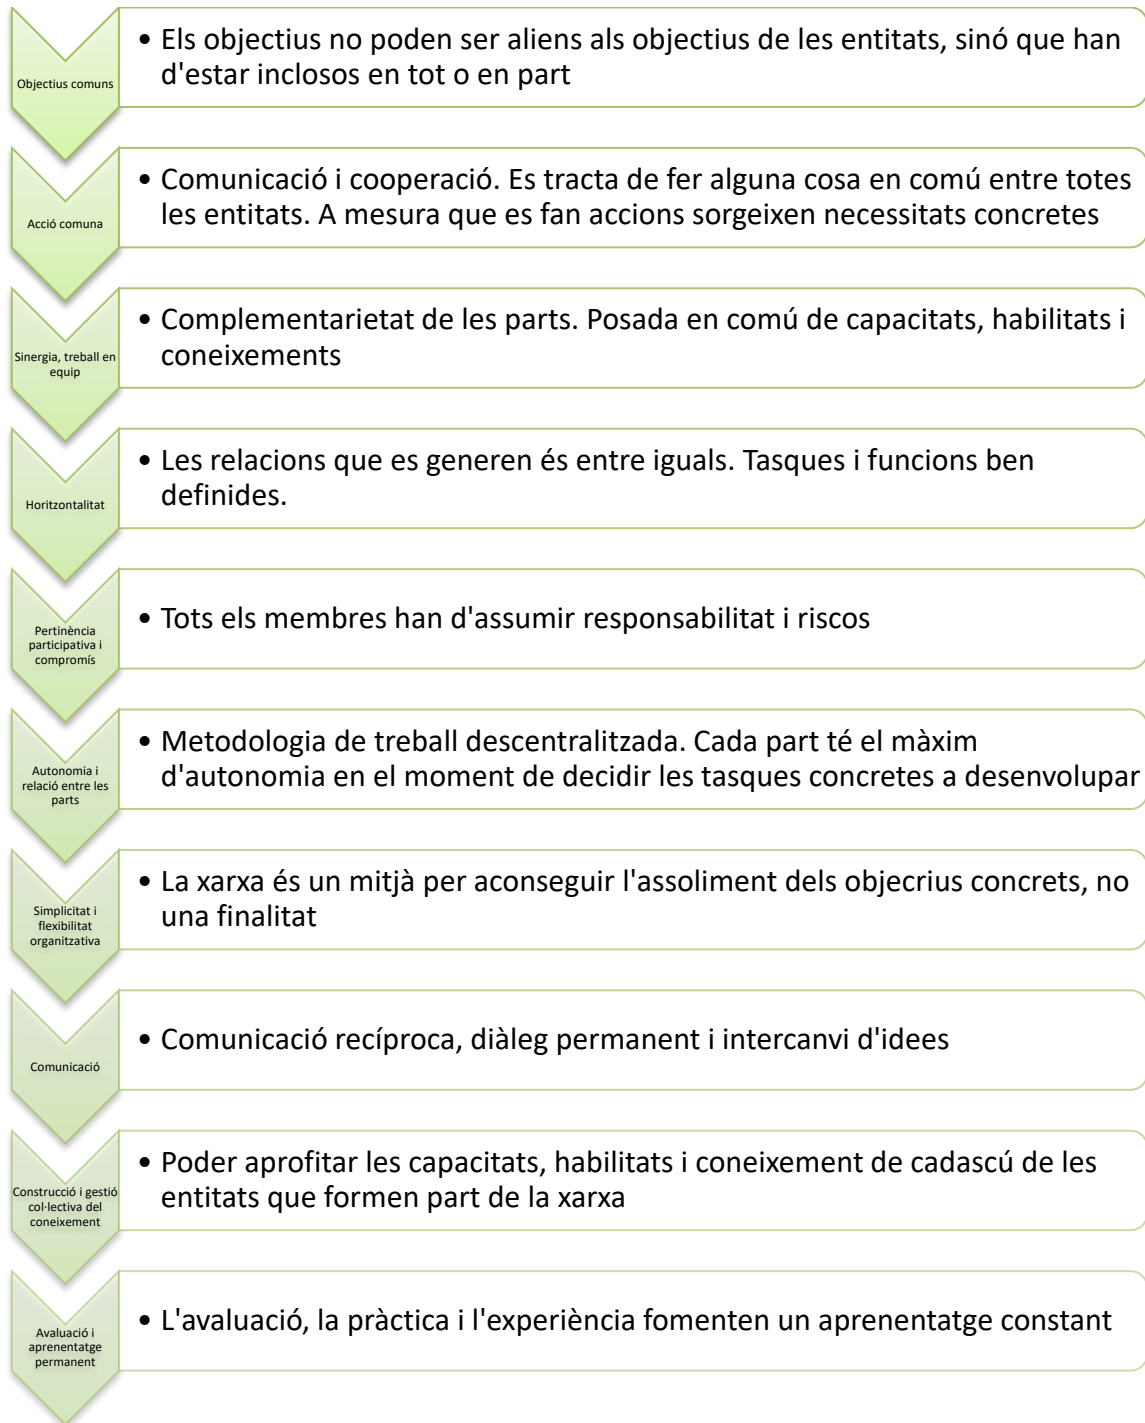 Objectius comuns
• Els objectius no poden ser aliens als objectius de les entitats, sinó que han
d'estar inclosos en tot o en part
Acció comuna
• Comunicació i cooperació. Es tracta de fer alguna cosa en comú entre totes
les entitats. A mesura que es fan accions sorgeixen necessitats concretes
Sinergia, treball en
equip
• Complementarietat de les parts. Posada en comú de capacitats, habilitats i
coneixements
Horitzontalitat
• Les relacions que es generen és entre iguals. Tasques i funcions ben
definides.
Pertinència
participativa i
compromís
• Tots els membres han d'assumir responsabilitat i riscos
Autonomia i
relació entre les
parts
• Metodologia de treball descentralitzada. Cada part té el màxim
d'autonomia en el moment de decidir les tasques concretes a desenvolupar
Simplicitat i
flexibilitat
organitzativa
• La xarxa és un mitjà per aconseguir l'assoliment dels objecrius concrets, no
una finalitat
Comunicació
• Comunicació recíproca, diàleg permanent i intercanvi d'idees
Construcció i gestió
col·lectiva del
coneixement
• Poder aprofitar les capacitats, habilitats i coneixement de cadascú de les
entitats que formen part de la xarxa
Avaluació i
aprenentatge
permanent
• L'avaluació, la pràctica i l'experiència fomenten un aprenentatge constant